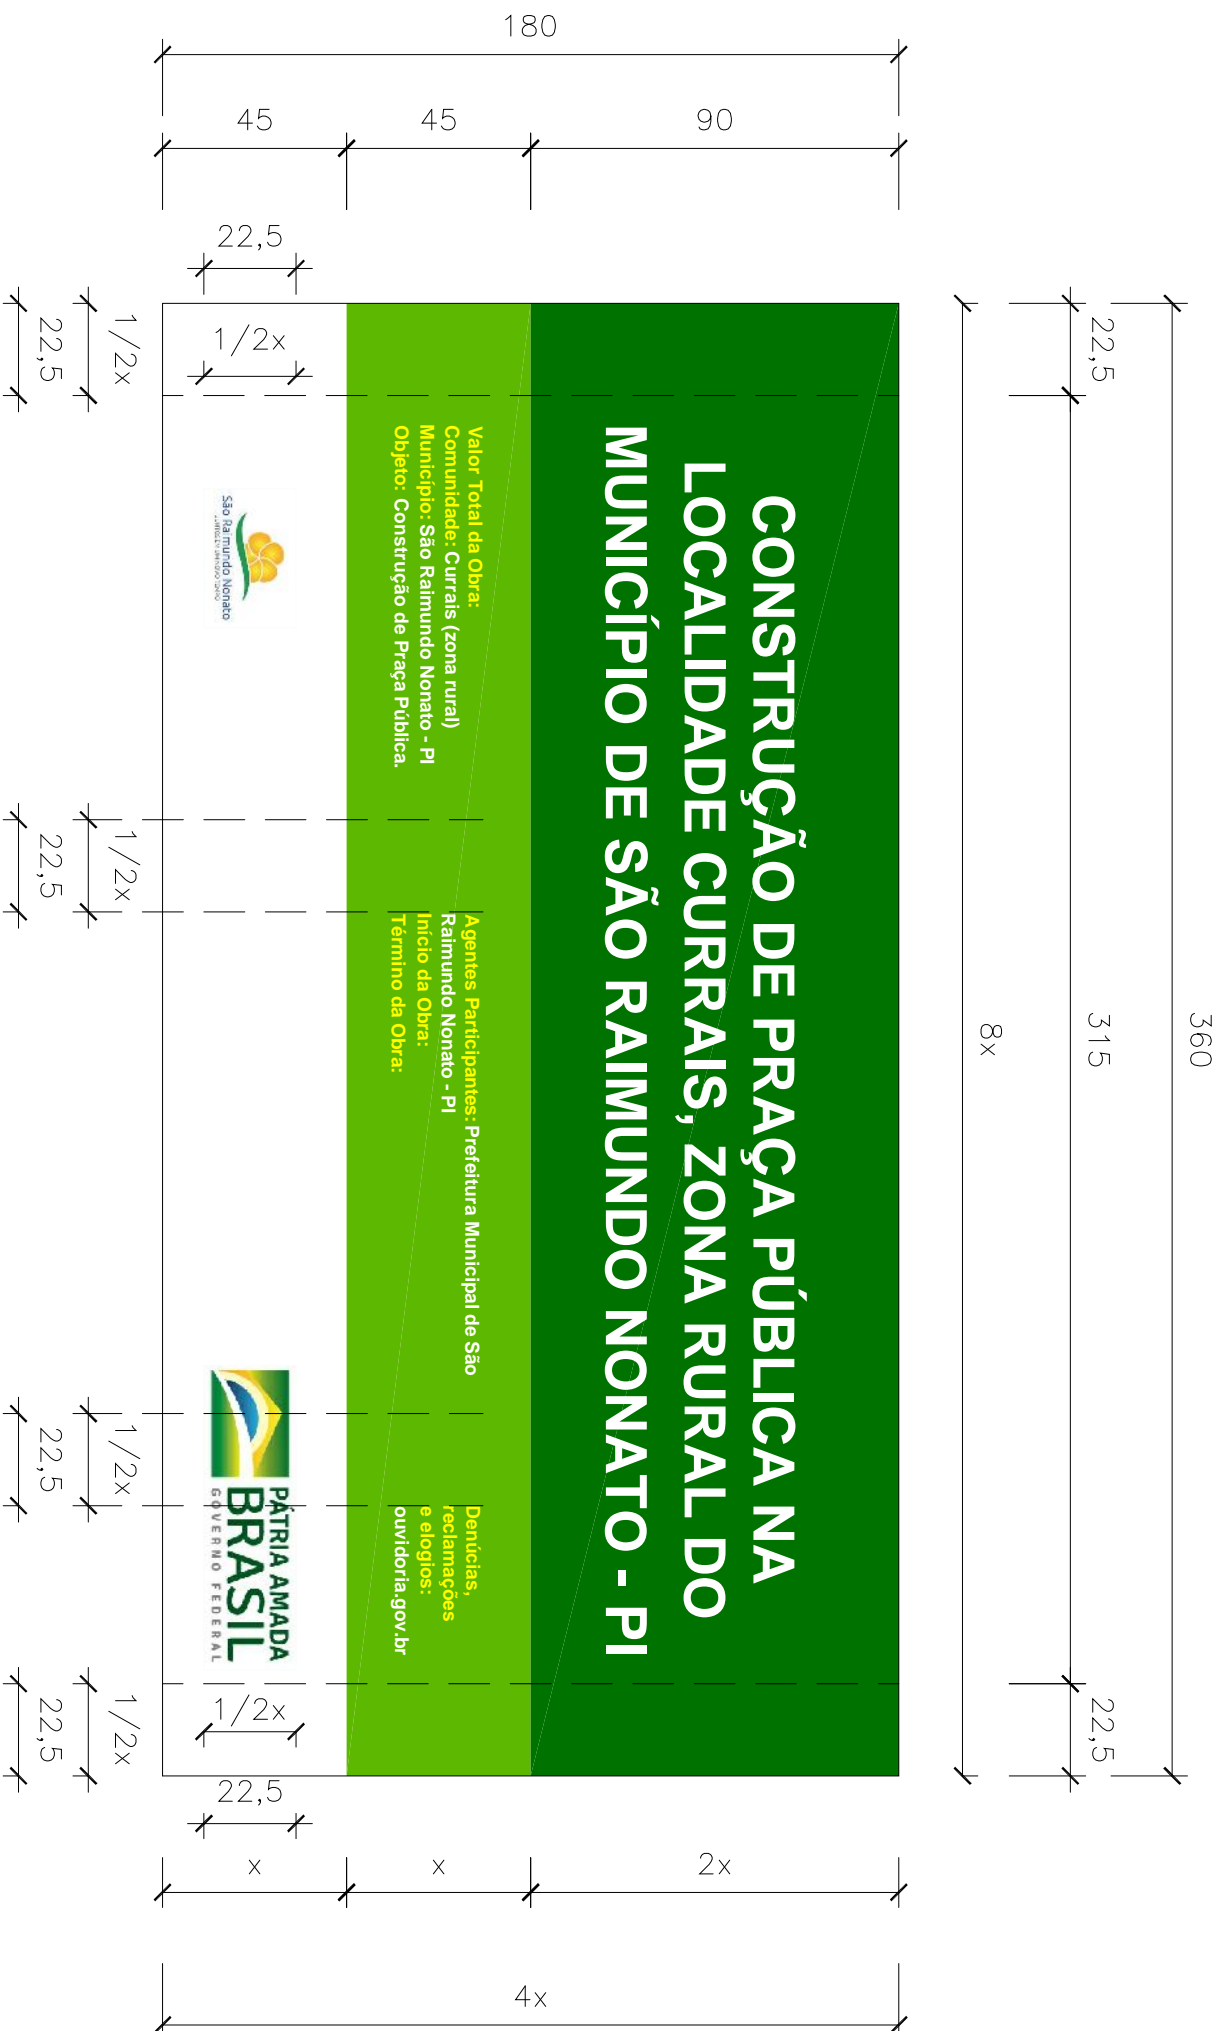 360
22,5
315
22,5
8x
180
90
45
45
CONSTRUÇÃO DE PRAÇA PÚBLICA NA
LOCALIDADE CURRAIS, ZONA RURAL DO
MUNICÍPIO DE SÃO RAIMUNDO NONATO - PI
Valor Total da Obra:
Comunidade: Currais (zona rural)
Município: São Raimundo Nonato - PI
Objeto: Construção de Praça Pública.
Agentes Participantes: Prefeitura Municipal de São
Raimundo Nonato - PI
Início da Obra:
Término da Obra:
Denúcias,
reclamações
e elogios:
ouvidoria.gov.br
22,5
1/2x
São Raimundo Nonato
PÁTRIA AMADA
BRASIL
GOVERNO FEDERAL
1/2x
22,5
2x
x
x
4x
1/2x
1/2x
1/2x
1/2x
22,5
22,5
22,5
22,5